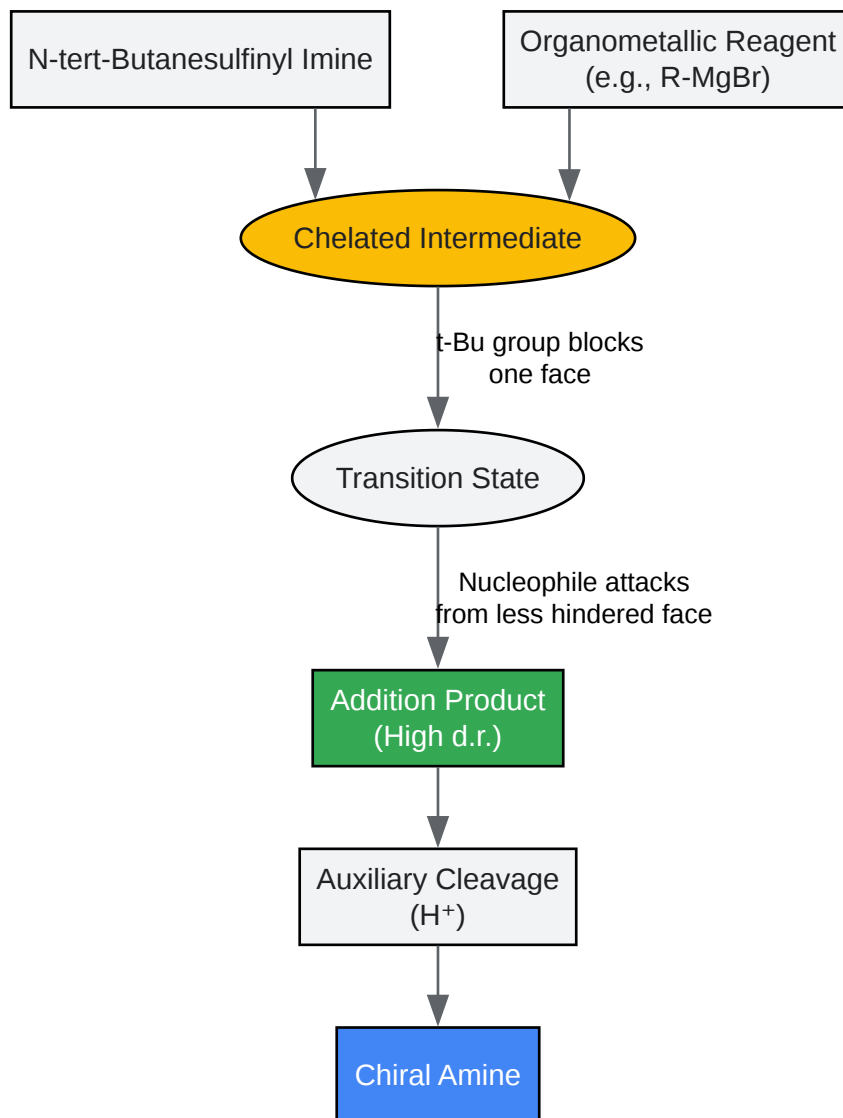 N-tert-Butanesulfinyl Imine
Organometallic Reagent
(e.g., R-MgBr)
Chelated Intermediate
t-Bu group blocks
one face
Transition State
Nucleophile attacks
from less hindered face
Addition Product
(High d.r.)
Auxiliary Cleavage
(H⁺)
Chiral Amine